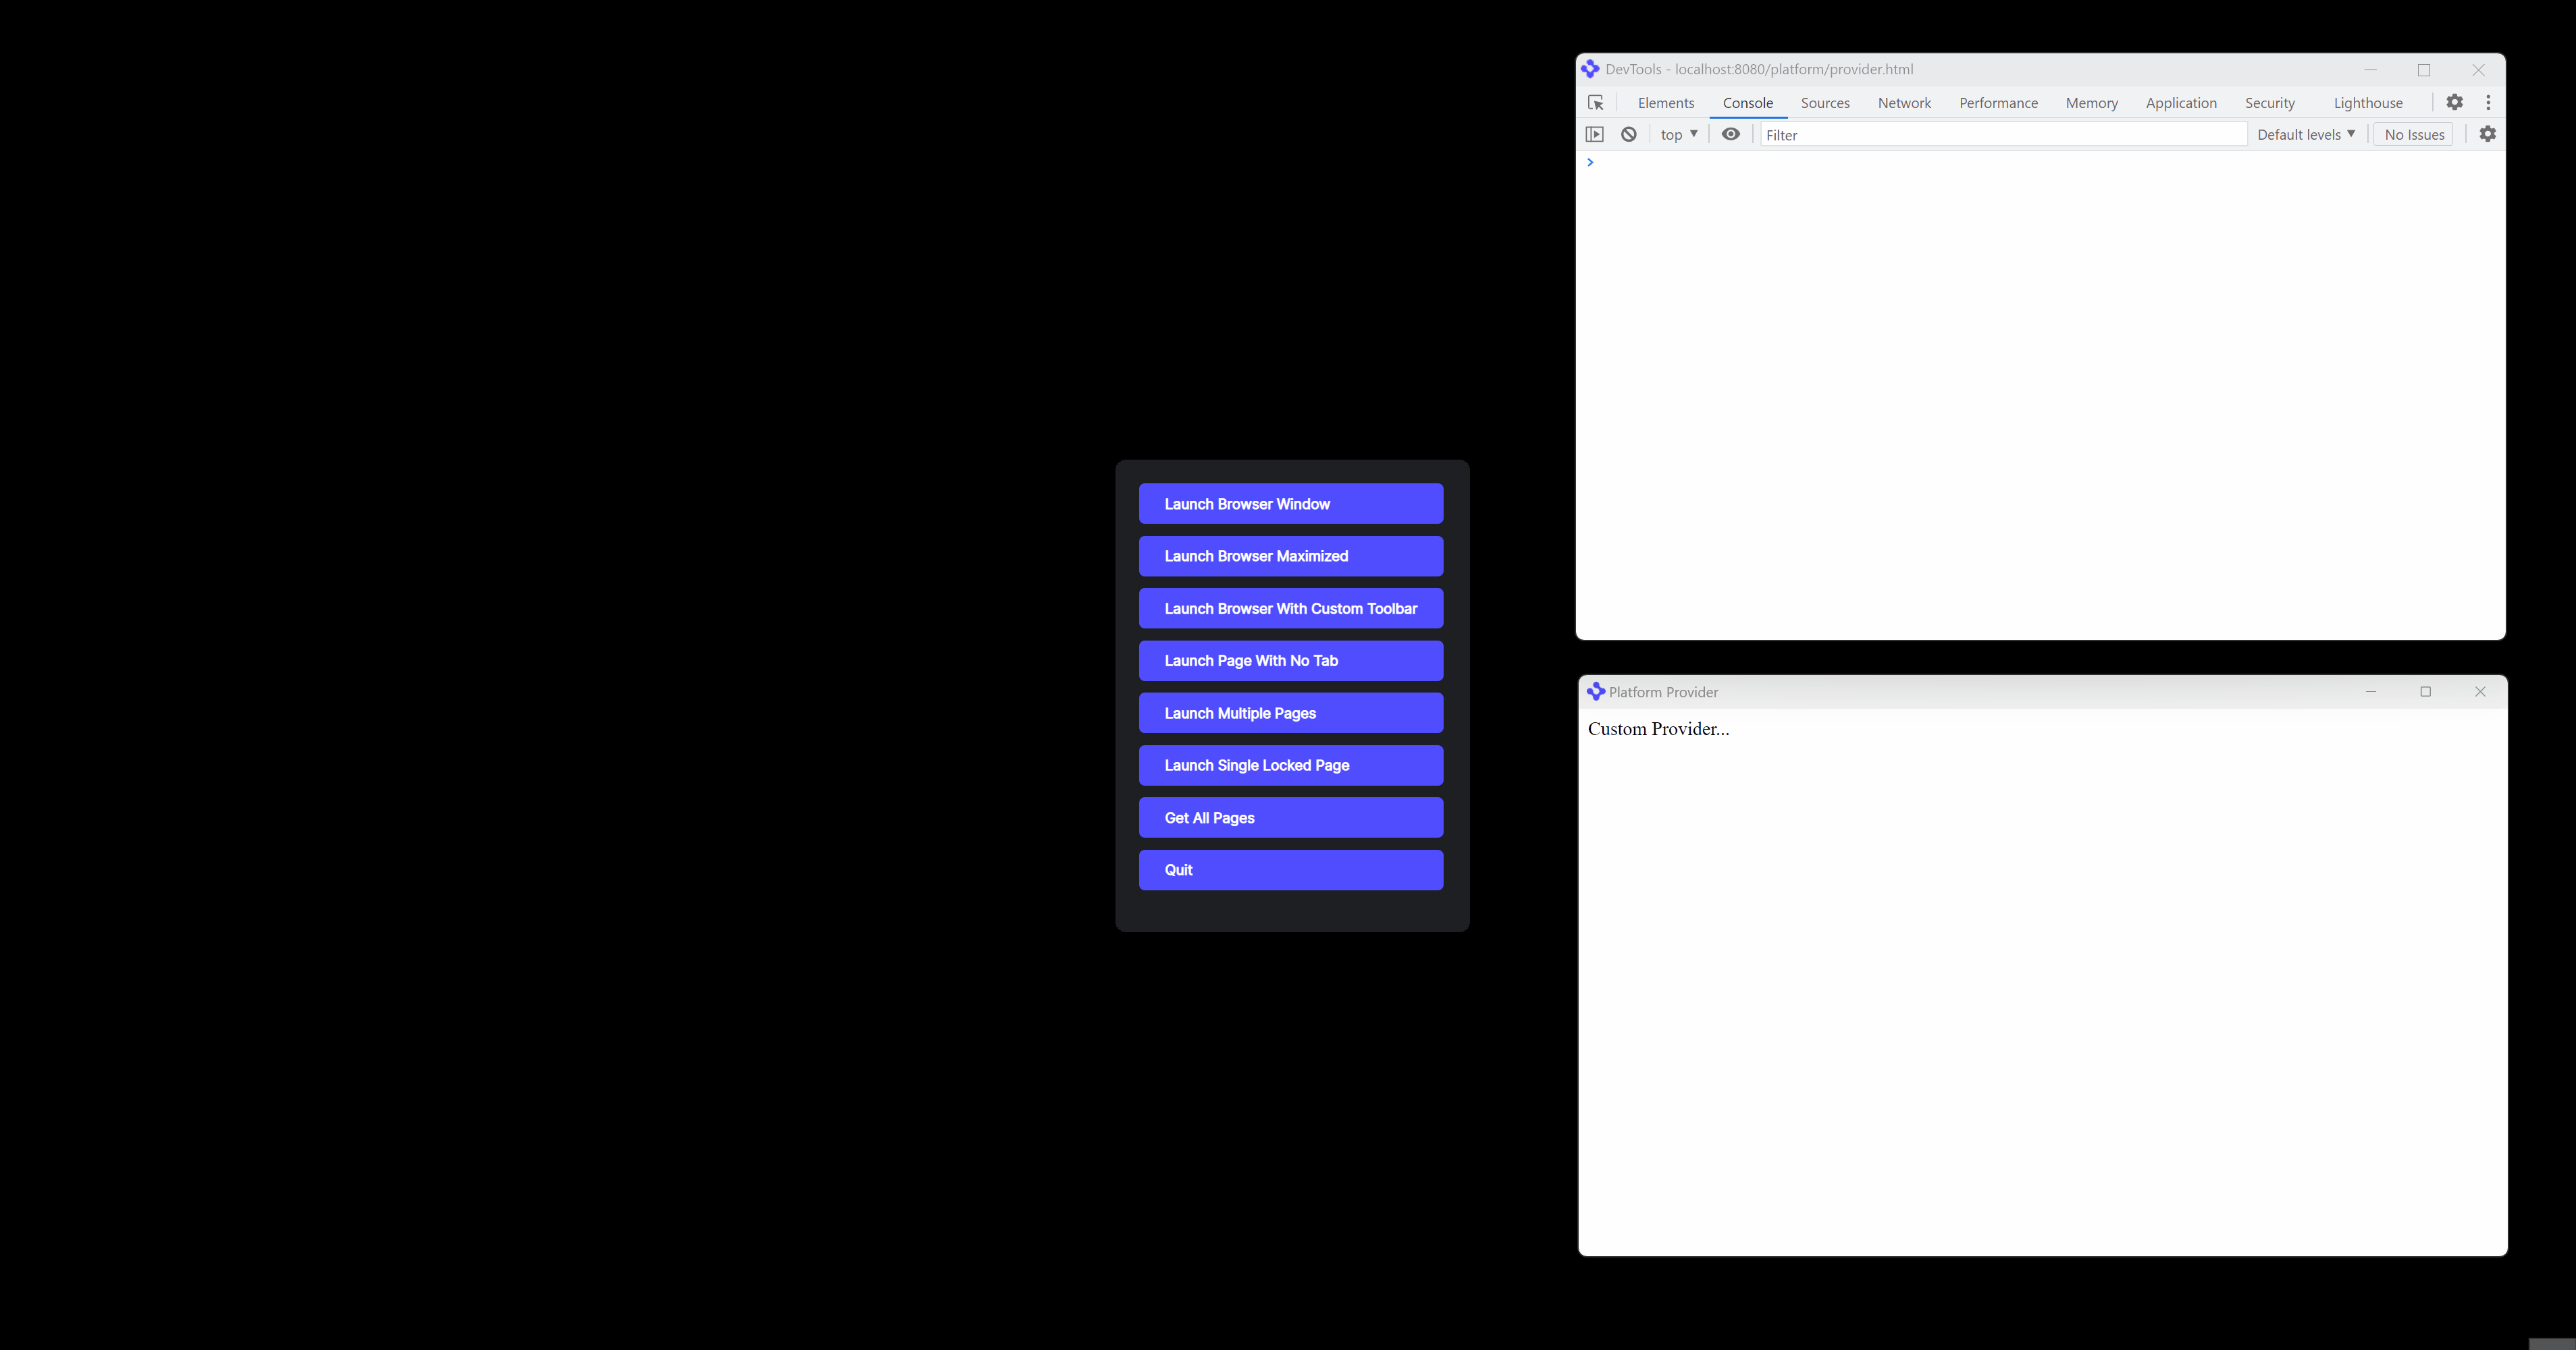 Launch Browser Window
Launch Browser Maximized
Launch Browser With Custom Toolbar
Launch Page With No Tab
Launch Multiple Pages
Launch Single Locked Page
Get All Pages
Quit
DevTools - localhost:8080/platform/provider.html
Elements Console Sources Network Performance Memory Application Security Lighthouse
top Filter Default levels No Issues
Platform Provider
Custom Provider...